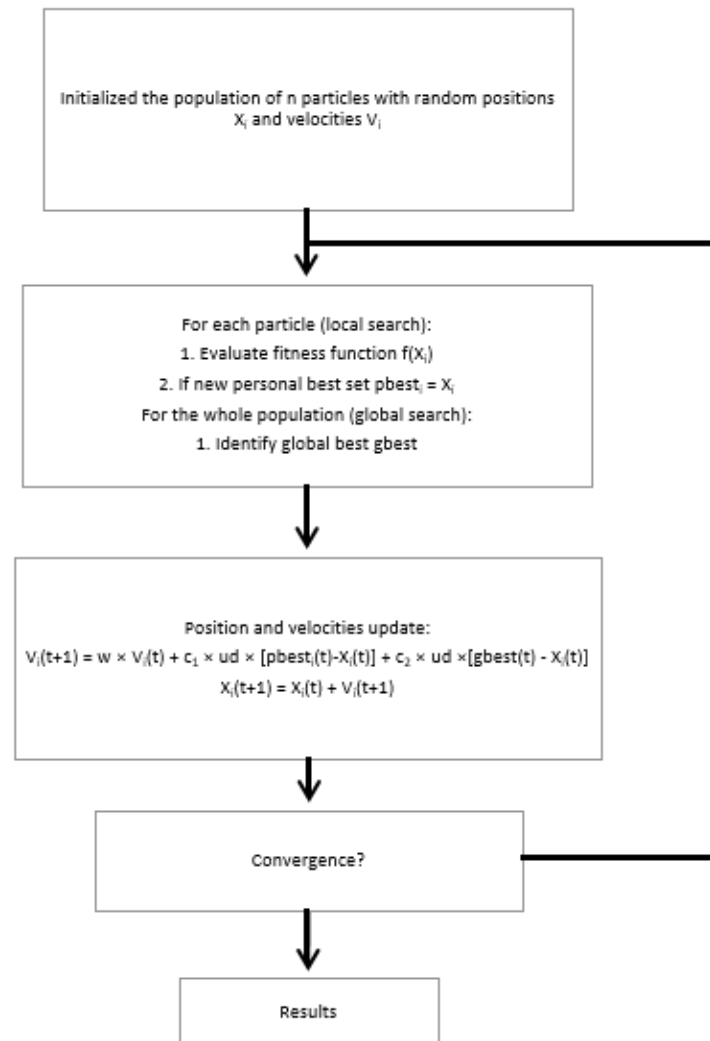 Initialized the population of n particles with random positions
Xᵢ and velocities Vᵢ
For each particle (local search):
1. Evaluate fitness function f(Xᵢ)
2. If new personal best set pbestᵢ = Xᵢ
For the whole population (global search):
1. Identify global best gbest
Position and velocities update:
Vᵢ(t+1) = w × Vᵢ(t) + c₁ × ud × [pbestᵢ(t)-Xᵢ(t)] + c₂ × ud ×[gbest(t) - Xᵢ(t)]
Xᵢ(t+1) = Xᵢ(t) + Vᵢ(t+1)
Convergence?
Results